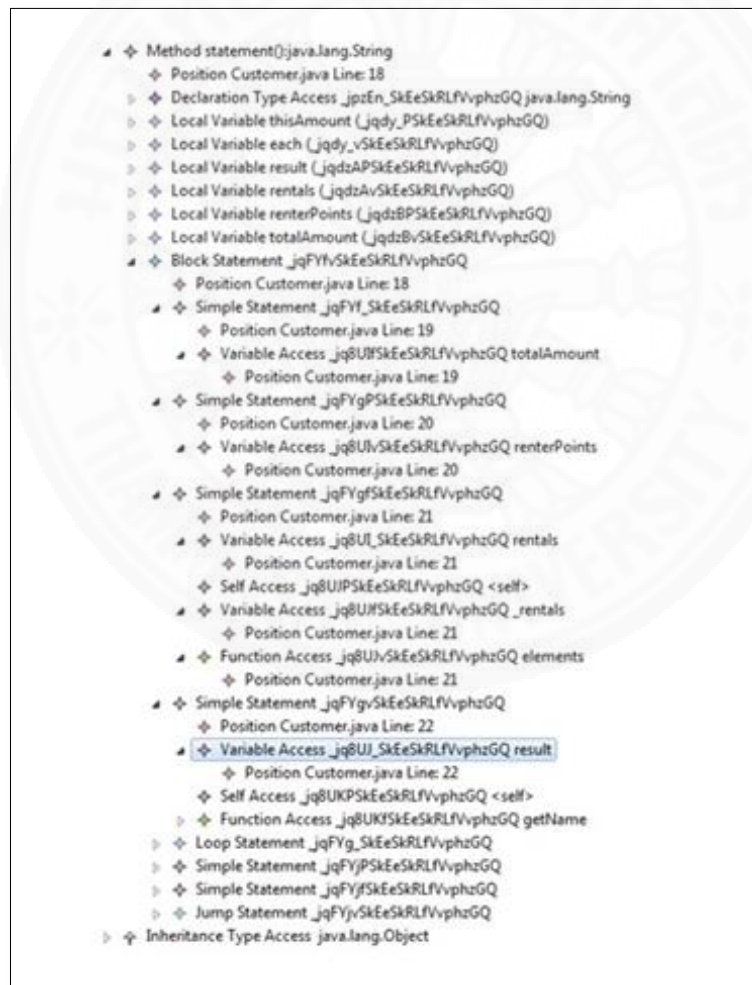 Method statement():java.lang.String
Position Customer.java Line: 18
Declaration Type Access _jpzEn_SkEeSkRLfVvphzGQ java.lang.String
Local Variable thisAmount (_jqdy_PSkEeSkRLfVvphzGQ)
Local Variable each (_jqdy_vSkEeSkRLfVvphzGQ)
Local Variable result (_jqdzAPSkEeSkRLfVvphzGQ)
Local Variable rentals (_jqdzAvSkEeSkRLfVvphzGQ)
Local Variable renterPoints (_jqdzBPSkEeSkRLfVvphzGQ)
Local Variable totalAmount (_jqdzBvSkEeSkRLfVvphzGQ)
Block Statement _jqFYfvSkEeSkRLfVvphzGQ
Position Customer.java Line: 18
Simple Statement _jqFYf_SkEeSkRLfVvphzGQ
Position Customer.java Line: 19
Variable Access _jq8UIfSkEeSkRLfVvphzGQ totalAmount
Position Customer.java Line: 19
Simple Statement _jqFYgPSkEeSkRLfVvphzGQ
Position Customer.java Line: 20
Variable Access _jq8UIvSkEeSkRLfVvphzGQ renterPoints
Position Customer.java Line: 20
Simple Statement _jqFYgfSkEeSkRLfVvphzGQ
Position Customer.java Line: 21
Variable Access _jq8UI_SkEeSkRLfVvphzGQ rentals
Position Customer.java Line: 21
Self Access _jq8UJPSkEeSkRLfVvphzGQ <self>
Variable Access _jq8UJfSkEeSkRLfVvphzGQ _rentals
Position Customer.java Line: 21
Function Access _jq8UJvSkEeSkRLfVvphzGQ elements
Position Customer.java Line: 21
Simple Statement _jqFYgvSkEeSkRLfVvphzGQ
Position Customer.java Line: 22
Variable Access _jq8UJ_SkEeSkRLfVvphzGQ result
Position Customer.java Line: 22
Self Access _jq8UKPSkEeSkRLfVvphzGQ <self>
Function Access _jq8UKfSkEeSkRLfVvphzGQ getName
Loop Statement _jqFYg_SkEeSkRLfVvphzGQ
Simple Statement _jqFYjPSkEeSkRLfVvphzGQ
Simple Statement _jqFYjfSkEeSkRLfVvphzGQ
Jump Statement _jqFYjvSkEeSkRLfVvphzGQ
Inheritance Type Access java.lang.Object